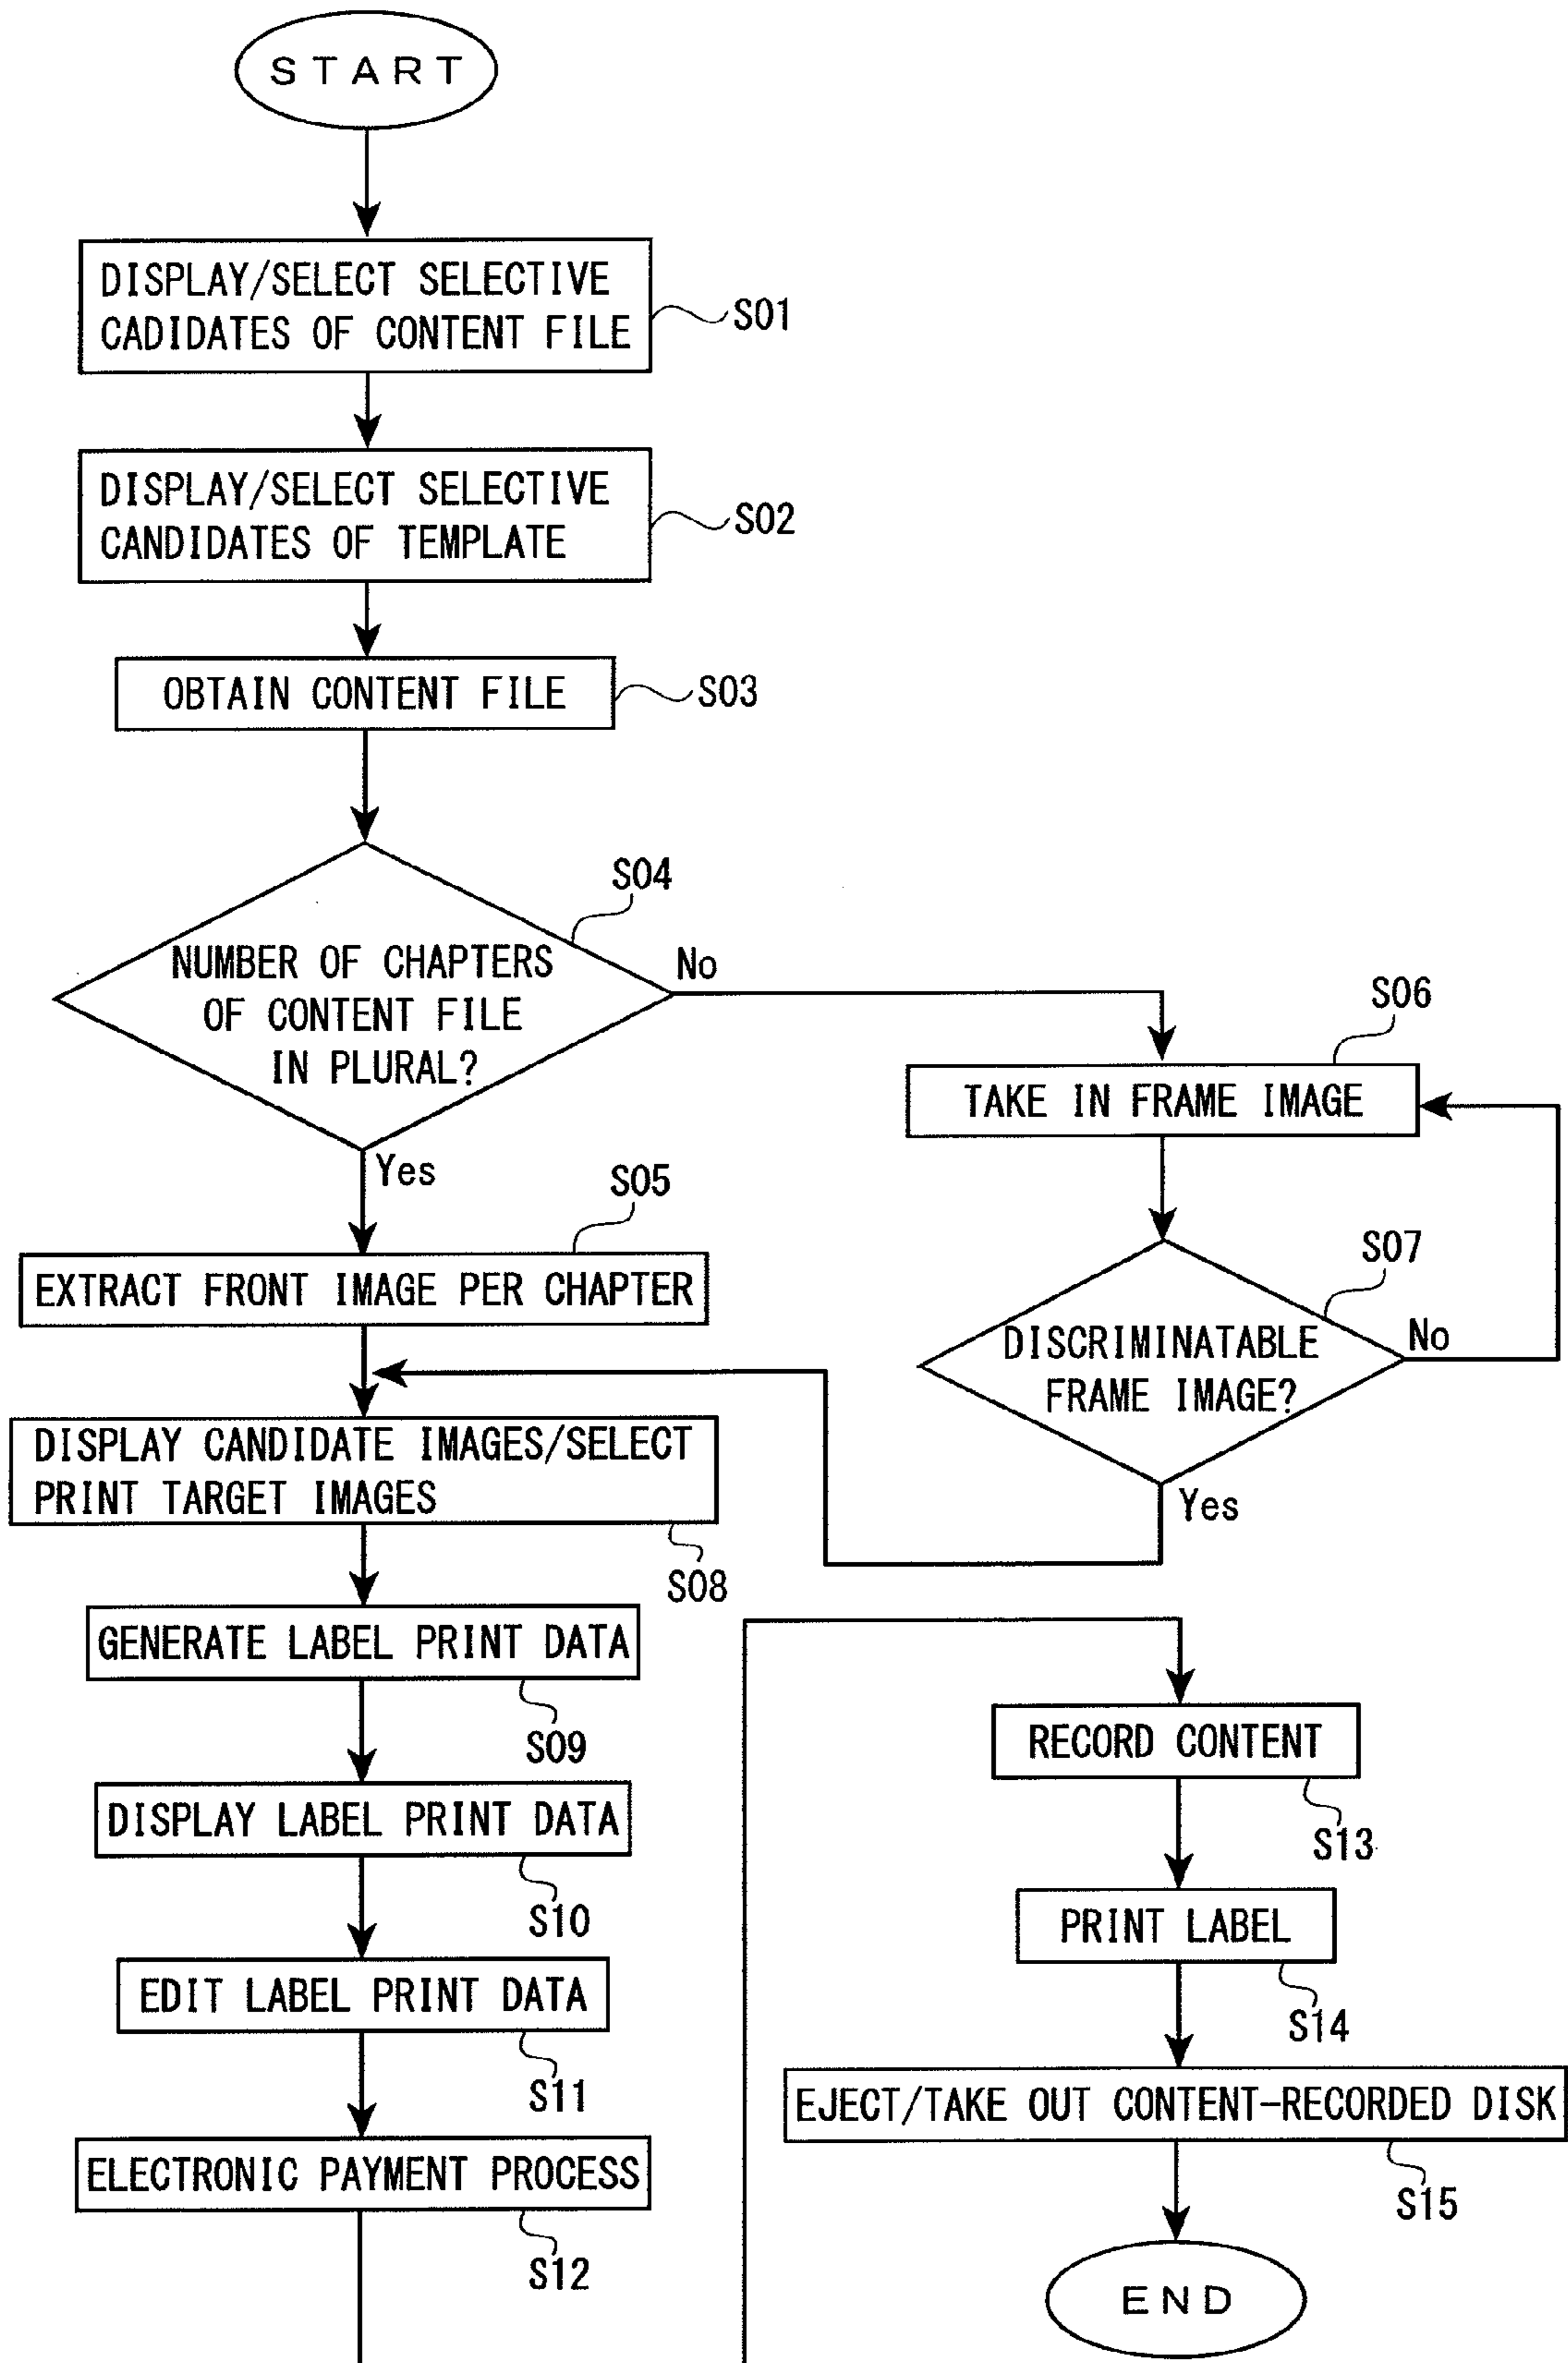 START
DISPLAY/SELECT SELECTIVE
CADIDATES OF CONTENT FILE
S01
DISPLAY/SELECT SELECTIVE
CANDIDATES OF TEMPLATE
S02
OBTAIN CONTENT FILE
S03
S04
NUMBER OF CHAPTERS
OF CONTENT FILE
IN PLURAL?
No
Yes
S06
TAKE IN FRAME IMAGE
S05
EXTRACT FRONT IMAGE PER CHAPTER
S07
DISCRIMINATABLE
FRAME IMAGE?
No
Yes
DISPLAY CANDIDATE IMAGES/SELECT
PRINT TARGET IMAGES
S08
GENERATE LABEL PRINT DATA
S09
DISPLAY LABEL PRINT DATA
S10
EDIT LABEL PRINT DATA
S11
ELECTRONIC PAYMENT PROCESS
S12
RECORD CONTENT
S13
PRINT LABEL
S14
EJECT/TAKE OUT CONTENT-RECORDED DISK
S15
END